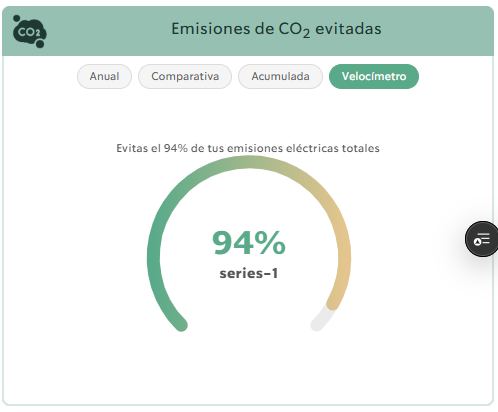 CO2
Emisiones de CO2 evitadas
Anual Comparativa Acumulada Velocímetro
Evitas el 94% de tus emisiones eléctricas totales
94%
series-1